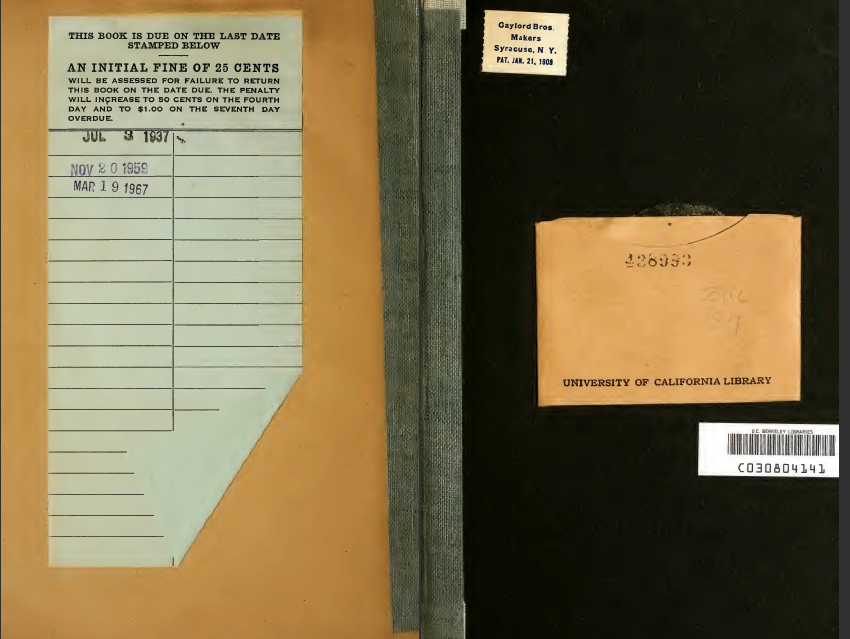 THIS BOOK IS DUE ON THE LAST DATE
STAMPED BELOW
AN INITIAL FINE OF 25 CENTS
WILL BE ASSESSED FOR FAILURE TO RETURN
THIS BOOK ON THE DATE DUE. THE PENALTY
WILL INCREASE TO 50 CENTS ON THE FOURTH
DAY AND TO $1.00 ON THE SEVENTH DAY
OVERDUE.
JUL 3 1937
NOV 20 1959
MAR 19 1967
Gaylord Bros.
Makers
Syracuse, N. Y.
PAT. JAN. 21, 1908
428993
UNIVERSITY OF CALIFORNIA LIBRARY
U.C. BERKELEY LIBRARIES
C030804141